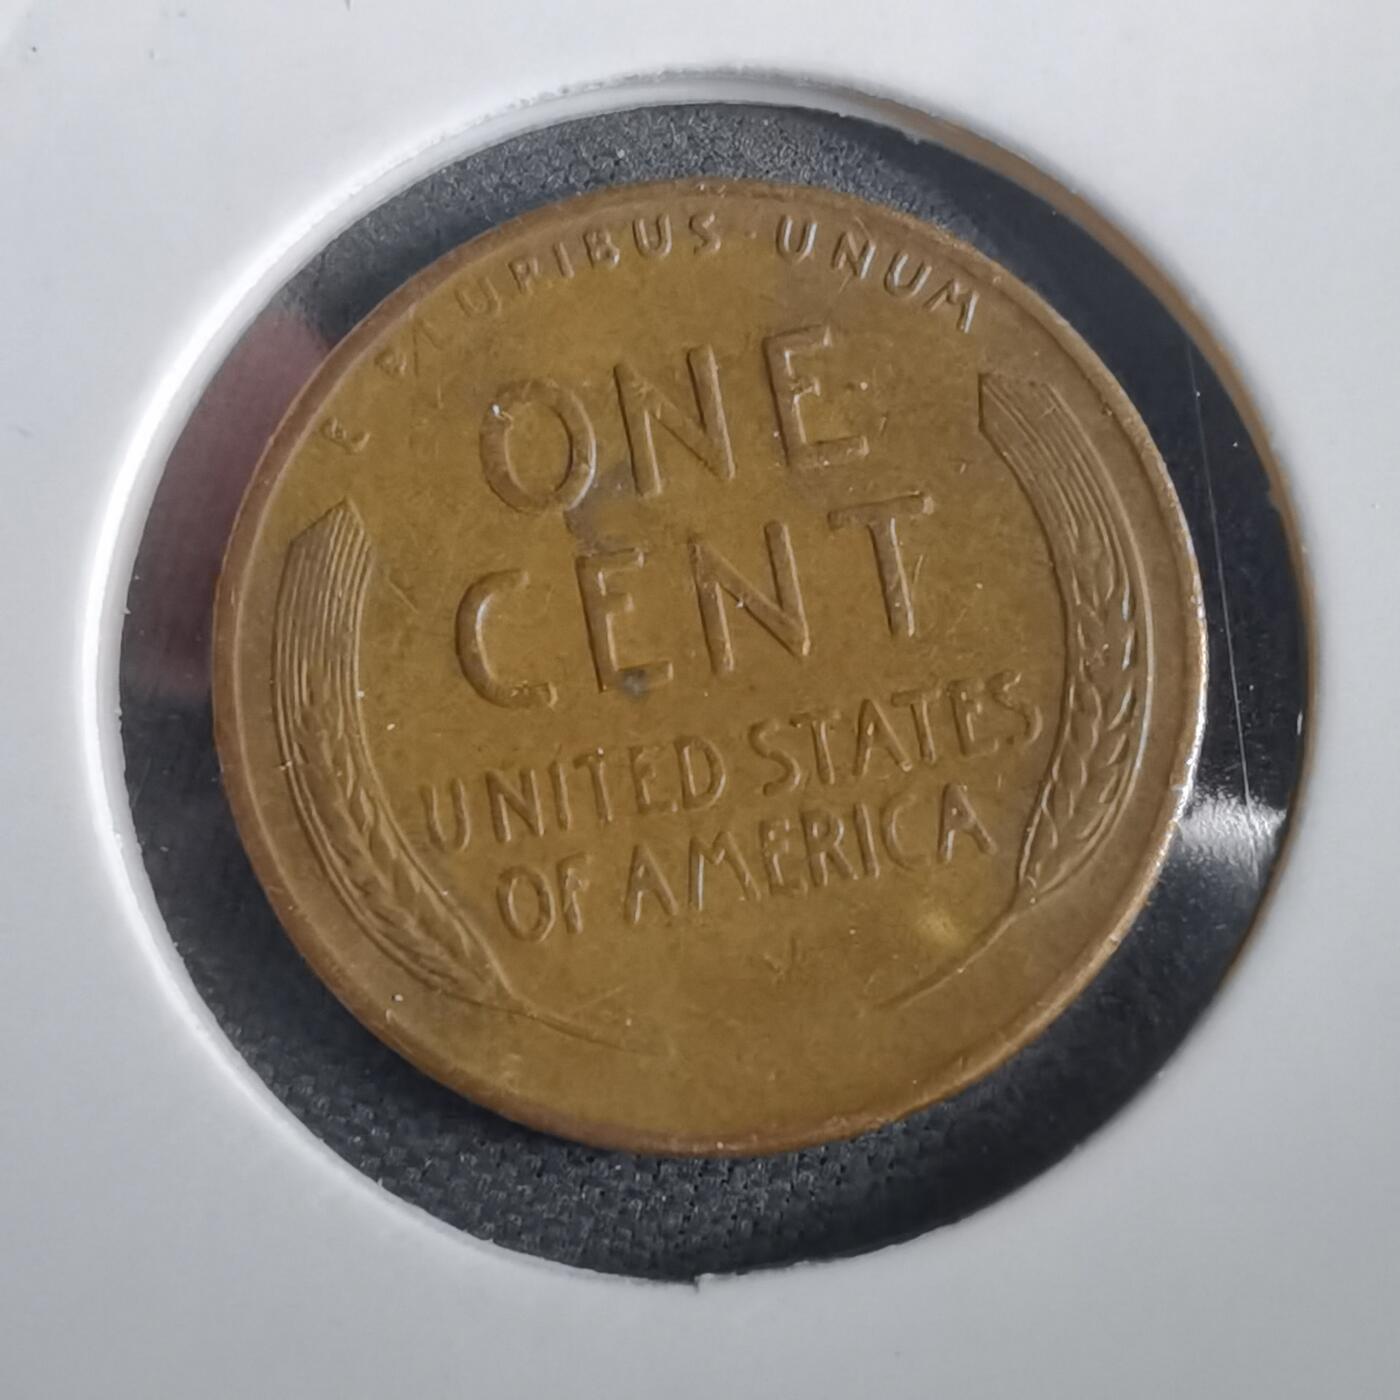 E PLURIBUS · UNUM
ONE
CENT
UNITED STATES
OF AMERICA